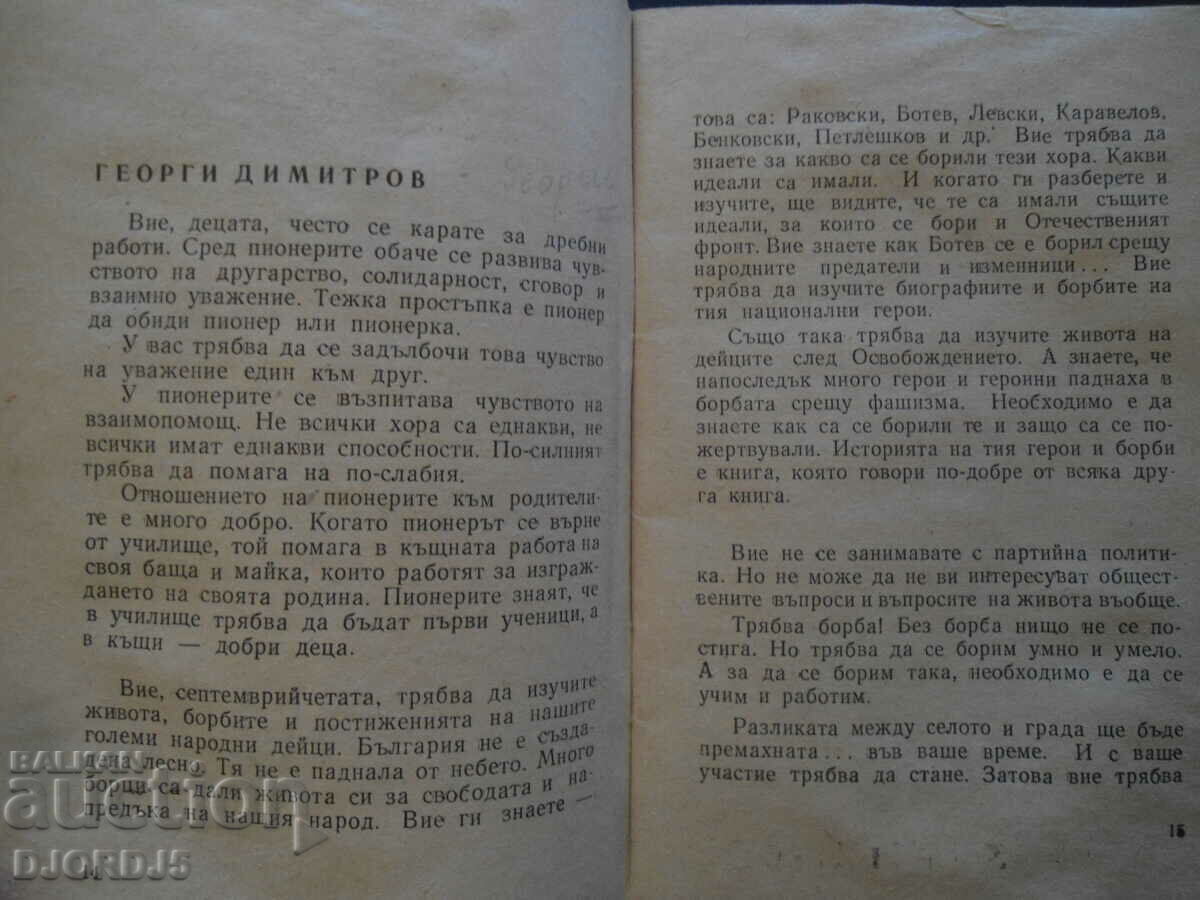 ГЕОРГИ ДИМИТРОВ
Вие, децата, често се карате за дребни
работи. Сред пионерите обаче се развива чув-
ството на другарство, солидарност, сговор и
взаимно уважение. Тежка простъпка е пионер
да обиди пионер или пионерка.
У вас трябва да се задълбочи това чувство
на уважение един към друг.
У пионерите се възпитава чувството на
взаимопомощ. Не всички хора са еднакви, не
всички имат еднакви способности. По-силният
трябва да помага на по-слабия.
Отношението на пионерите към родители-
те е много добро. Когато пионерът се върне
от училище, той помага в къщната работа на
своя баща и майка, които работят за изграж-
дането на своята родина. Пионерите знаят, че
в училище трябва да бъдат първи ученици, а
в къщи — добри деца.
Вие, септемврийчетата, трябва да изучите
живота, борбите и постиженията на нашите
големи народни дейци. България не е създа-
дена лесно. Тя не е паднала от небето. Много
борци са дали живота си за свободата и на-
предъка на нащия народ. Вие ги знаете —
14
това са: Раковски, Ботев, Левски, Каравелов,
Бенковски, Петлешков и др. Вие трябва да
знаете за какво са се борили тези хора. Какви
идеали са имали. И когато ги разберете и
изучите, ще видите, че те са имали същите
идеали, за които се бори и Отечественият
фронт. Вие знаете как Ботев се е борил срещу
народните предатели и изменници... Вие
трябва да изучите биографиите и борбите на
тия национални герои.
Също така трябва да изучите живота на
дейците след Освобождението. А знаете, че
напоследък много герои и героини паднаха в
борбата срещу фашизма. Необходимо е да
знаете как са се борили те и защо са се по-
жертвували. Историята на тия герои и борби
е книга, която говори по-добре от всяка дру-
га книга.
Вие не се занимавате с партийна полити-
ка. Но не може да не ви интересуват общест-
вените въпроси и въпросите на живота въобще.
Трябва борба! Без борба нищо не се по-
стига. Но трябва да се борим умно и умело.
А за да се борим така, необходимо е да се
учим и работим.
Разликата между селото и града ще бъде
премахната... във ваше време. И с ваше
участие трябва да стане. Затова вие трябва
15
BALKAN
auction
DJORDJ5